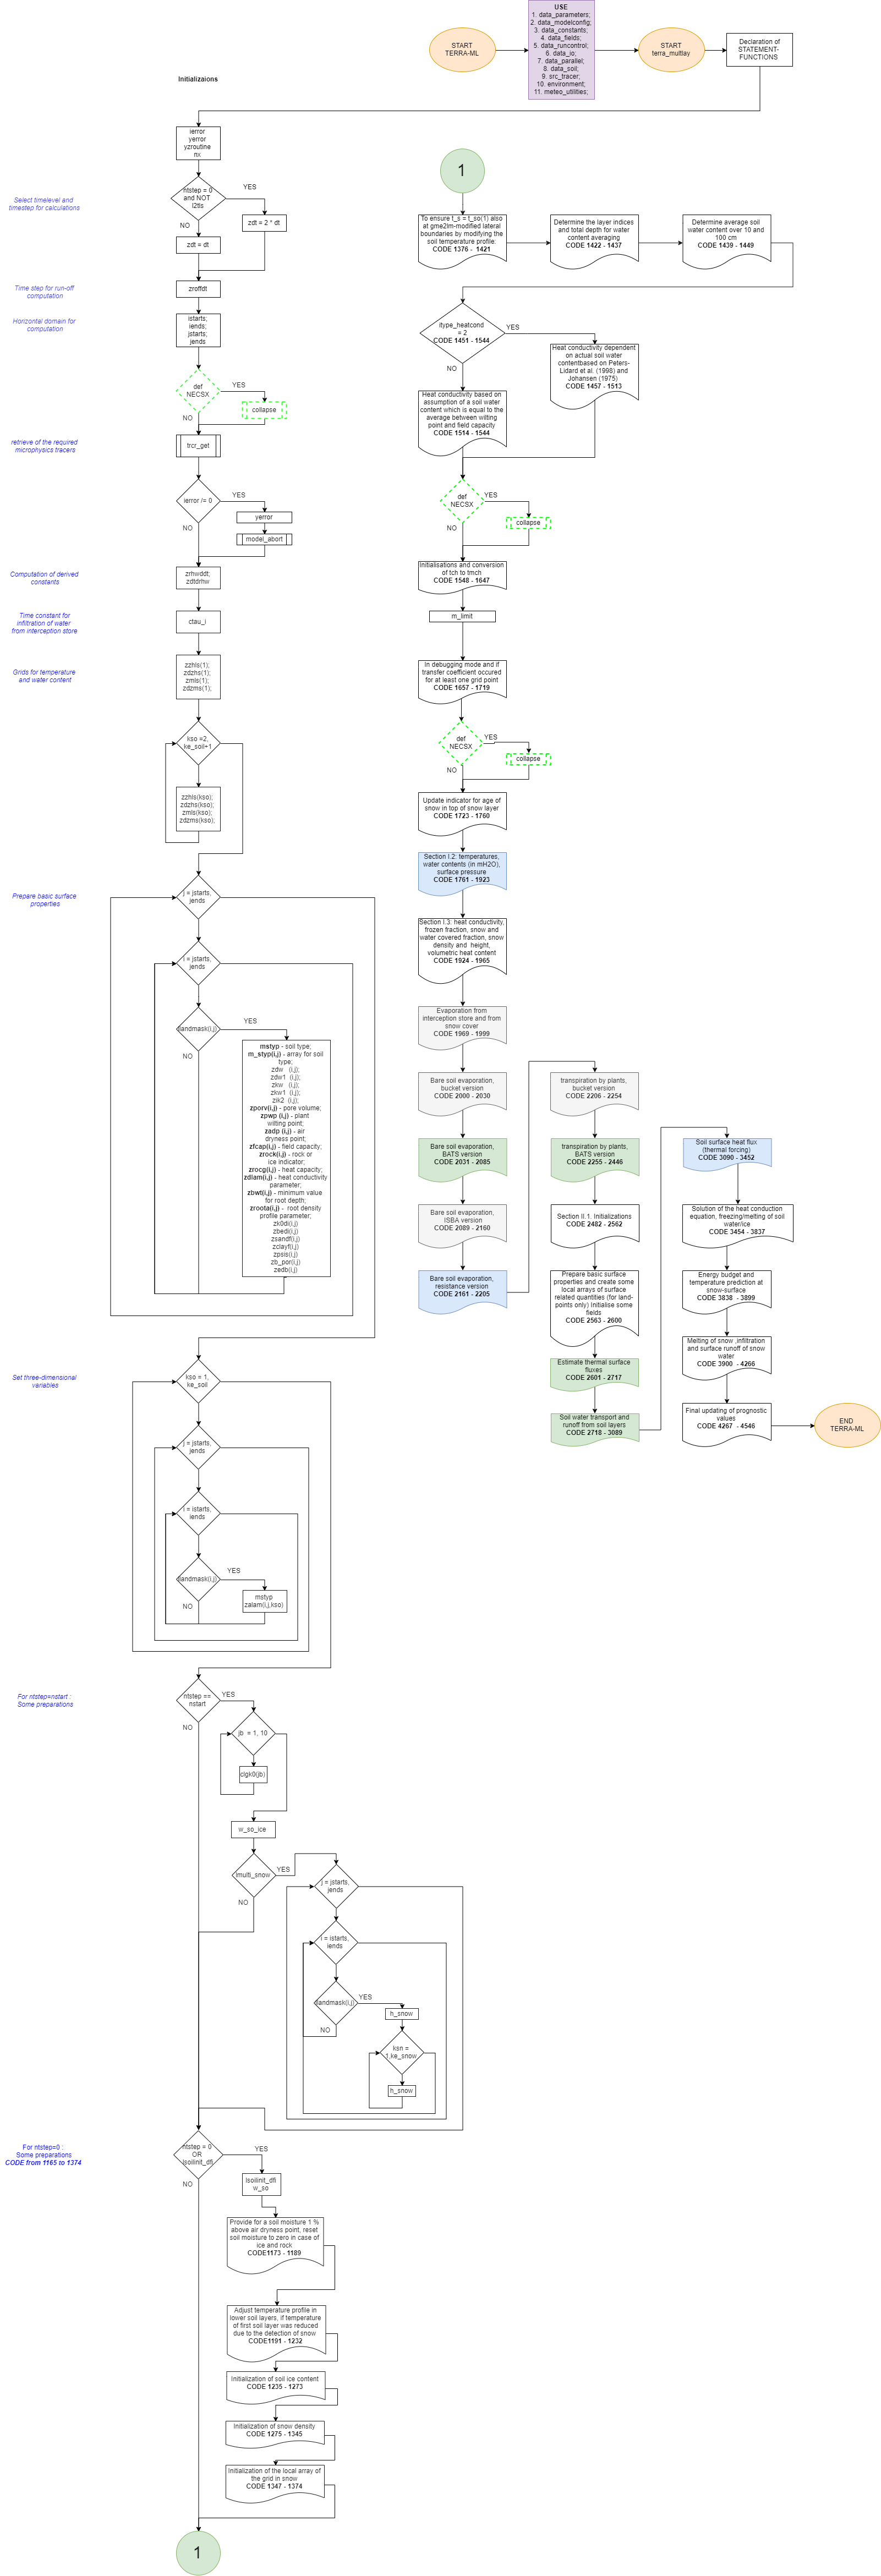 START
TERRA-ML
USE
1. data_parameters;
2. data_modelconfig;
3. data_constants;
4. data_fields;
5. data_runcontrol;
6. data_io;
7. data_parallel;
8. data_soil;
9. src_tracer;
10. environment;
11. meteo_utilities;
START
terra_multlay
Declaration of
STATEMENT-
FUNCTIONS
Initializaions
ierror
yerror
yzroutine
nx
Select timelevel and
timestep for calculations
ntstep = 0
and NOT
l2tls
YES
NO
zdt = 2 * dt
zdt = dt
Time step for run-off
computation
zroffdt
Horizontal domain for
computation
istarts;
iends;
jstarts;
jends
def
NECSX
YES
NO
collapse
retrieve of the required
microphysics tracers
trcr_get
ierror /= 0
YES
NO
yerror
model_abort
Computation of derived
constants
zrhwddt;
zdtdrhw
Time constant for
infiltration of water
from interception store
ctau_i
Grids for temperature
and water content
zzhls(1);
zdzhs(1);
zmls(1);
zdzms(1);
kso =2,
ke_soil+1
zzhls(kso);
zdzhs(kso);
zmls(kso);
zdzms(kso);
Prepare basic surface
properties
j = jstarts,
jends
i = jstarts,
jends
llandmask(i,j)
YES
NO
mstyp - soil type;
m_styp(i,j) - array for soil
type;
zdw (i,j);
zdw1 (i,j);
zkw (i,j);
zkw1 (i,j);
zik2 (i,j);
zporv(i,j) - pore volume;
zpwp (i,j) - plant
wilting point;
zadp (i,j) - air
dryness point;
zfcap(i,j) - field capacity;
zrock(i,j) - rock or
ice indicator;
zrocg(i,j) - heat capacity;
zdlam(i,j) - heat conductivity
parameter;
zbwt(i,j) - minimum value
for root depth;
zroota(i,j) - root density
profile parameter;
zk0di(i,j)
zbedi(i,j)
zsandf(i,j)
zclayf(i,j)
zpsis(i,j)
zb_por(i,j)
zedb(i,j)
Set three-dimensional
variables
kso = 1,
ke_soil
j = jstarts,
jends
i = istarts,
iends
llandmask(i,j)
YES
NO
mstyp
zalam(i,j,kso)
For ntstep=nstart :
Some preparations
ntstep ==
nstart
YES
NO
jb = 1, 10
clgk0(jb)
w_so_ice
lmulti_snow
YES
NO
j = jstarts,
jends
i = istarts,
iends
llandmask(i,j)
YES
NO
h_snow
ksn =
1,ke_snow
h_snow
For ntstep=0 :
Some preparations
CODE from 1165 to 1374
ntstep = 0
OR
lsoilinit_dfi
YES
NO
lsoilinit_dfi
w_so
Provide for a soil moisture 1 %
above air dryness point, reset
soil moisture to zero in case of
ice and rock
CODE1173 - 1189
Adjust temperature profile in
lower soil layers, if temperature
of first soil layer was reduced
due to the detection of snow
CODE1191 - 1232
Initialization of soil ice content
CODE 1235 - 1273
Initialization of snow density
CODE 1275 - 1345
Initialization of the local array of
the grid in snow
CODE 1347 - 1374
1
1
To ensure t_s = t_so(1) also
at gme2lm-modified lateral
boundaries by modifying the
soil temperature profile:
CODE 1376 - 1421
Determine the layer indices
and total depth for water
content averaging
CODE 1422 - 1437
Determine average soil
water content over 10 and
100 cm
CODE 1439 - 1449
itype_heatcond
= 2
CODE 1451 - 1544
YES
NO
Heat conductivity dependent
on actual soil water
contentbased on Peters-
Lidard et al. (1998) and
Johansen (1975)
CODE 1457 - 1513
Heat conductivity based on
assumption of a soil water
content which is equal to the
average between wilting
point and field capacity
CODE 1514 - 1544
def
NECSX
YES
NO
collapse
Initialisations and conversion
of tch to tmch
CODE 1548 - 1647
m_limit
In debugging mode and if
transfer coefficient occured
for at least one grid point
CODE 1657 - 1719
def
NECSX
YES
NO
collapse
Update indicator for age of
snow in top of snow layer
CODE 1723 - 1760
Section I.2: temperatures,
water contents (in mH2O),
surface pressure
CODE 1761 - 1923
Section I.3: heat conductivity,
frozen fraction, snow and
water covered fraction, snow
density and height,
volumetric heat content
CODE 1924 - 1965
Evaporation from
interception store and from
snow cover
CODE 1969 - 1999
Bare soil evaporation,
bucket version
CODE 2000 - 2030
Bare soil evaporation,
BATS version
CODE 2031 - 2085
Bare soil evaporation,
ISBA version
CODE 2089 - 2160
Bare soil evaporation,
resistance version
CODE 2161 - 2205
transpiration by plants,
bucket version
CODE 2206 - 2254
transpiration by plants,
BATS version
CODE 2255 - 2446
Section II.1. Initializations
CODE 2482 - 2562
Prepare basic surface
properties and create some
local arrays of surface
related quantities (for land-
points only) Initialise some
fields
CODE 2563 - 2600
Estimate thermal surface
fluxes
CODE 2601 - 2717
Soil water transport and
runoff from soil layers
CODE 2718 - 3089
Soil surface heat flux
(thermal forcing)
CODE 3090 - 3452
Solution of the heat conduction
equation, freezing/melting of soil
water/ice
CODE 3454 - 3837
Energy budget and
temperature prediction at
snow-surface
CODE 3838 - 3899
Melting of snow ,infiltration
and surface runoff of snow
water
CODE 3900 - 4266
Final updating of prognostic
values
CODE 4267 - 4546
END
TERRA-ML